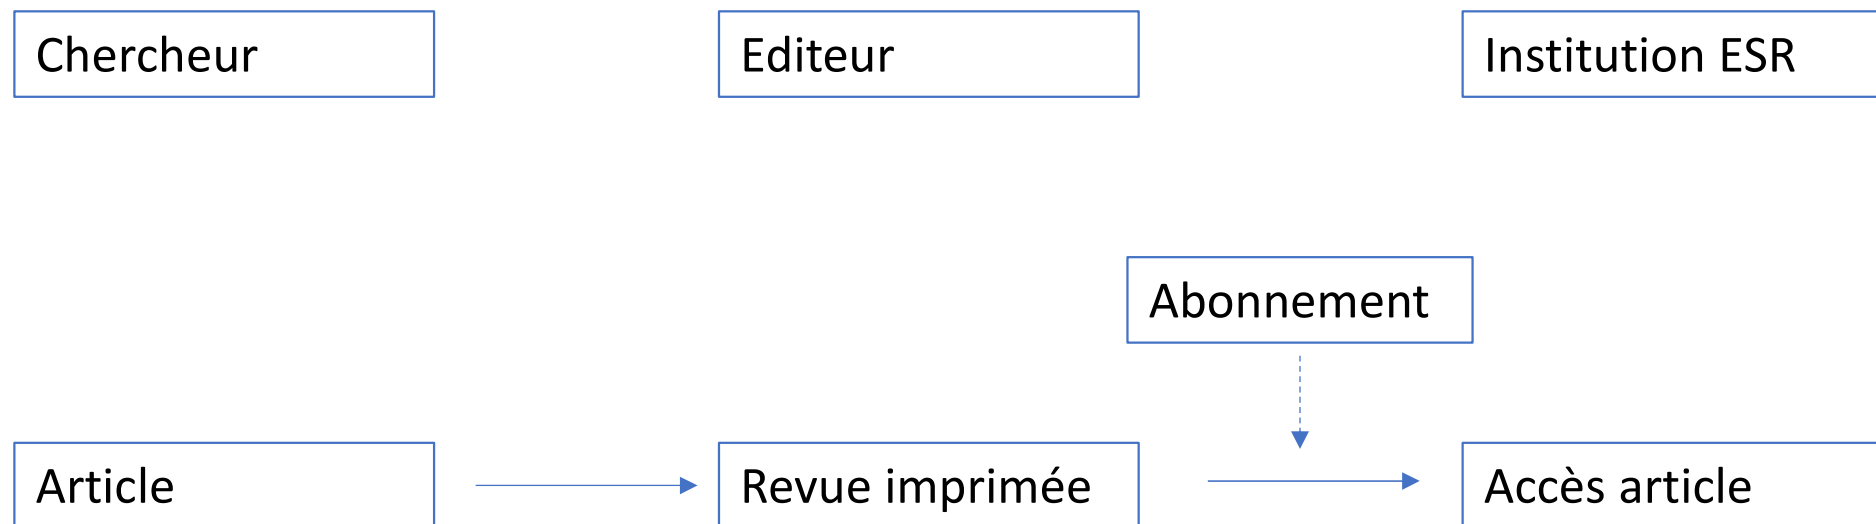 Chercheur
Editeur
Institution ESR
Abonnement
Article
Revue imprimée
Accès article